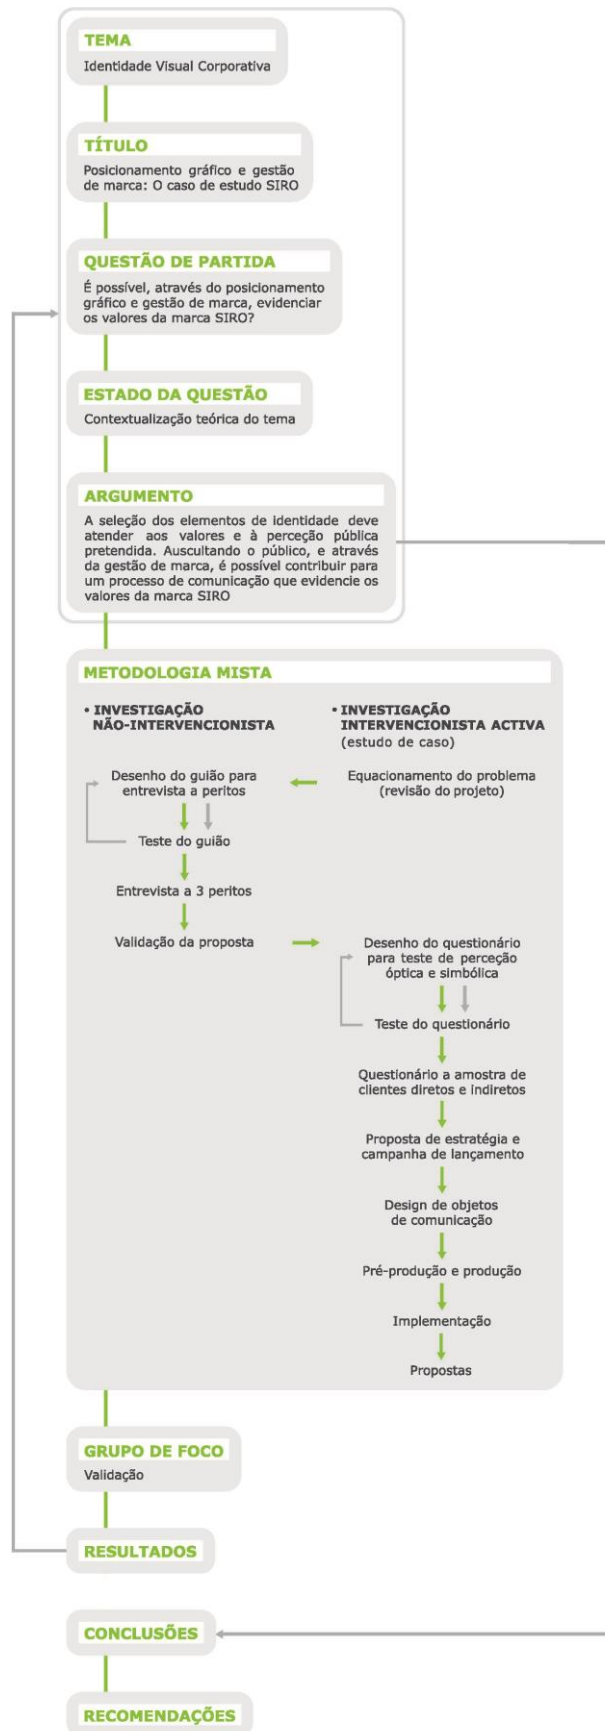 TEMA
Identidade Visual Corporativa
TÍTULO
Posicionamento gráfico e gestão
de marca: O caso de estudo SIRO
QUESTÃO DE PARTIDA
É possível, através do posicionamento
gráfico e gestão de marca, evidenciar
os valores da marca SIRO?
ESTADO DA QUESTÃO
Contextualização teórica do tema
ARGUMENTO
A seleção dos elementos de identidade deve
atender aos valores e à perceção pública
pretendida. Auscultando o público, e através
da gestão de marca, é possível contribuir para
um processo de comunicação que evidencie os
valores da marca SIRO
METODOLOGIA MISTA
• INVESTIGAÇÃO
NÃO-INTERVENCIONISTA
Desenho do guião para
entrevista a peritos
Teste do guião
Entrevista a 3 peritos
Validação da proposta
• INVESTIGAÇÃO
INTERVENCIONISTA ACTIVA
(estudo de caso)
Equacionamento do problema
(revisão do projeto)
Desenho do questionário
para teste de perceção
óptica e simbólica
Teste do questionário
Questionário a amostra de
clientes diretos e indiretos
Proposta de estratégia e
campanha de lançamento
Design de objetos
de comunicação
Pré-produção e produção
Implementação
Propostas
GRUPO DE FOCO
Validação
RESULTADOS
CONCLUSÕES
RECOMENDAÇÕES